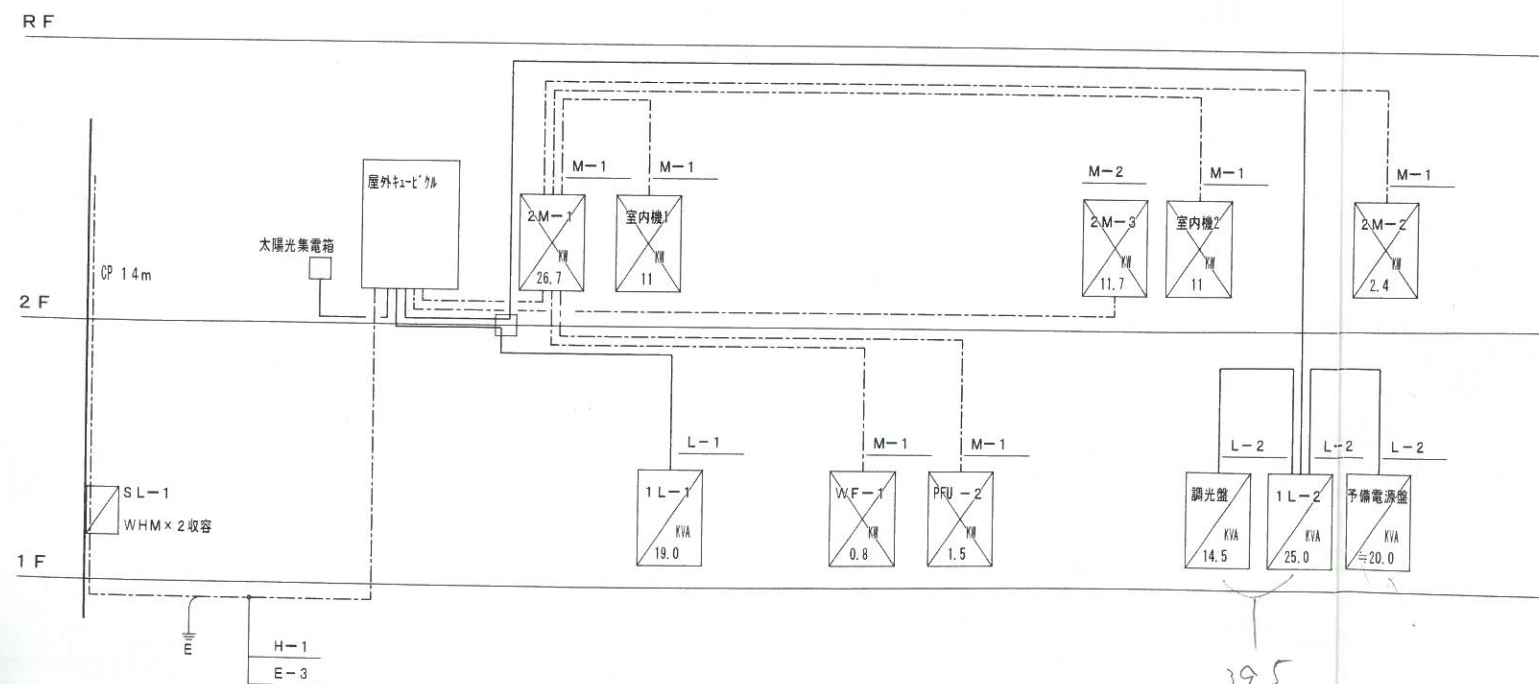 RF
屋外キュービクル
太陽光集電箱
CP 14m
M-1
M-1
M-2
M-1
M-1
2M-1
KW
26.7
室内機1
KW
11
2M-3
KW
11.7
室内機2
KW
11
2M-2
KW
2.4
2F
L-1
M-1
M-1
L-2
L-2
L-2
SL-1
WHM×2収容
1L-1
KVA
19.0
WF-1
KW
0.8
PFU-2
KW
1.5
調光盤
KVA
14.5
1L-2
KVA
25.0
予備電源盤
KVA
≒20.0
1F
E
H-1
E-3
39.5